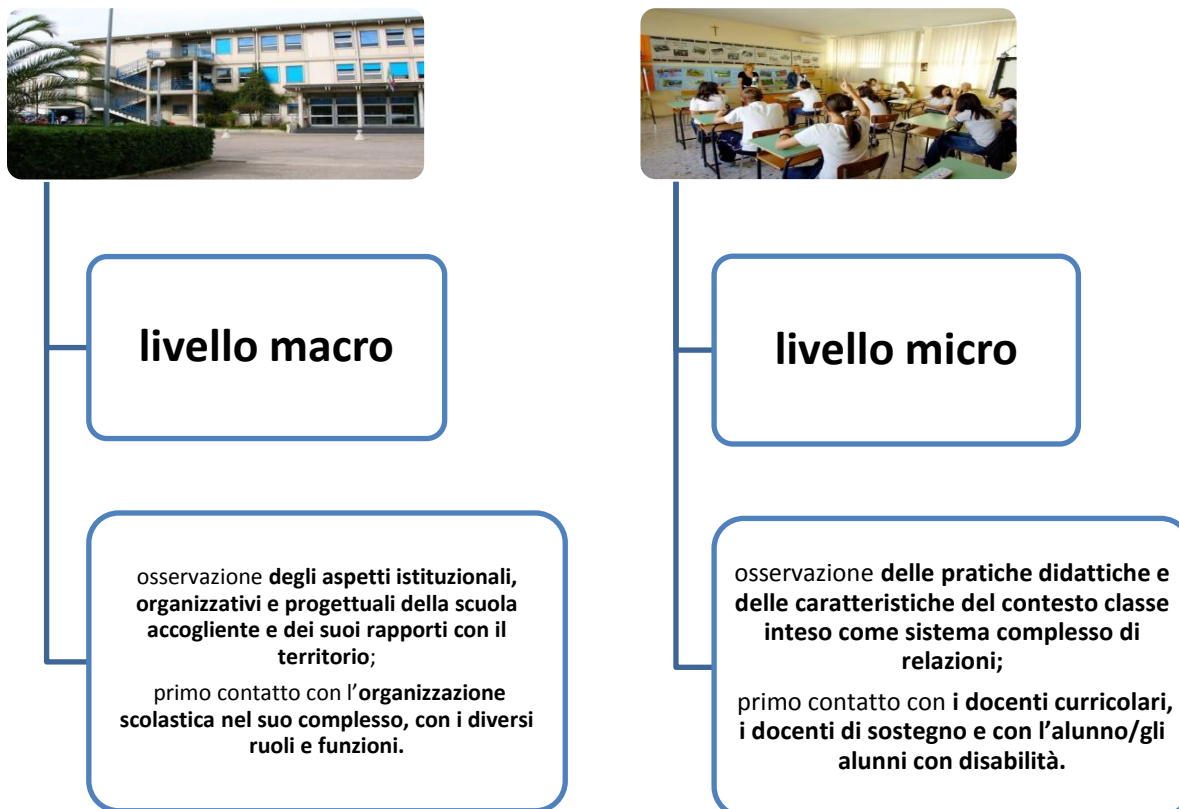 livello macro
osservazione degli aspetti istituzionali,
organizzativi e progettuali della scuola
accogliente e dei suoi rapporti con il
territorio;
primo contatto con l’organizzazione
scolastica nel suo complesso, con i diversi
ruoli e funzioni.
livello micro
osservazione delle pratiche didattiche e
delle caratteristiche del contesto classe
inteso come sistema complesso di
relazioni;
primo contatto con i docenti curricolari,
i docenti di sostegno e con l’alunno/gli
alunni con disabilità.